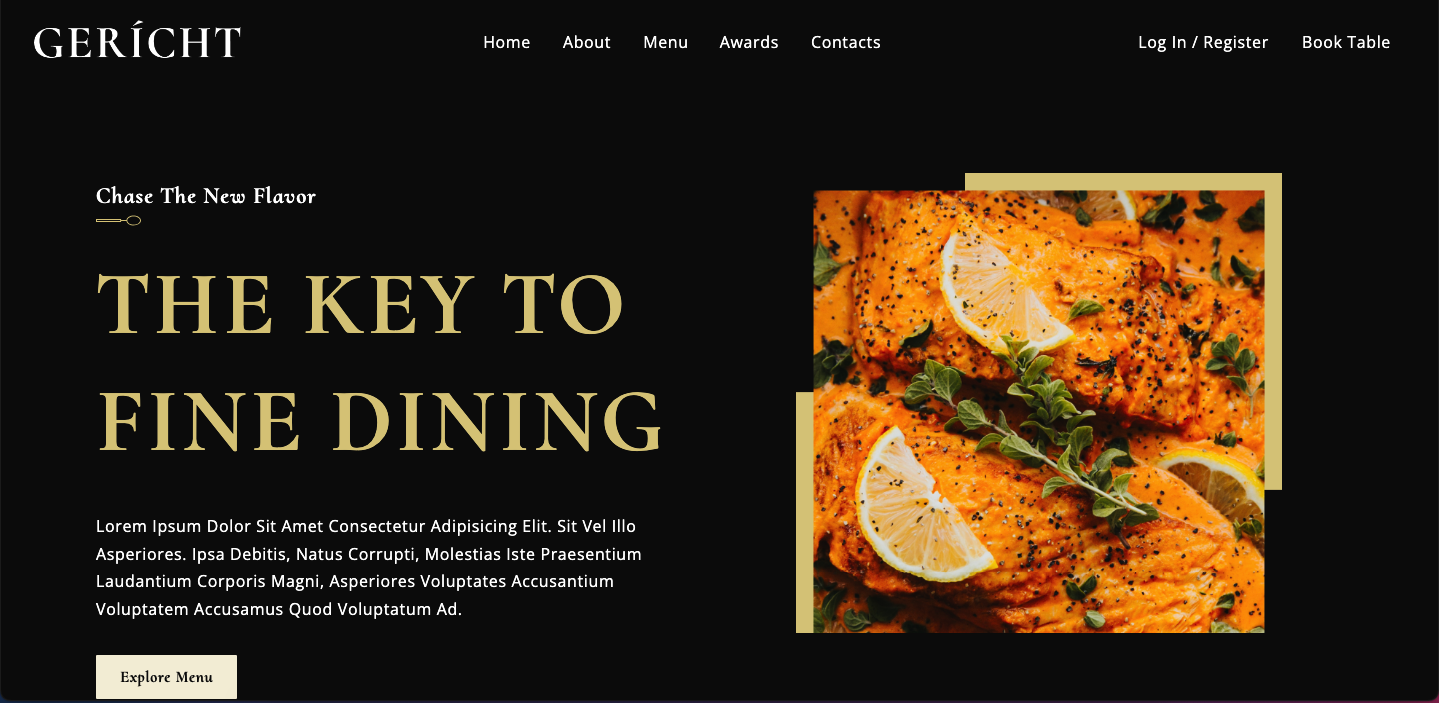 GERÍCHT
Home About Menu Awards Contacts
Log In / Register Book Table
Chase The New Flavor
THE KEY TO
FINE DINING
Lorem Ipsum Dolor Sit Amet Consectetur Adipisicing Elit. Sit Vel Illo
Asperiores. Ipsa Debitis, Natus Corrupti, Molestias Iste Praesentium
Laudantium Corporis Magni, Asperiores Voluptates Accusantium
Voluptatem Accusamus Quod Voluptatum Ad.
Explore Menu